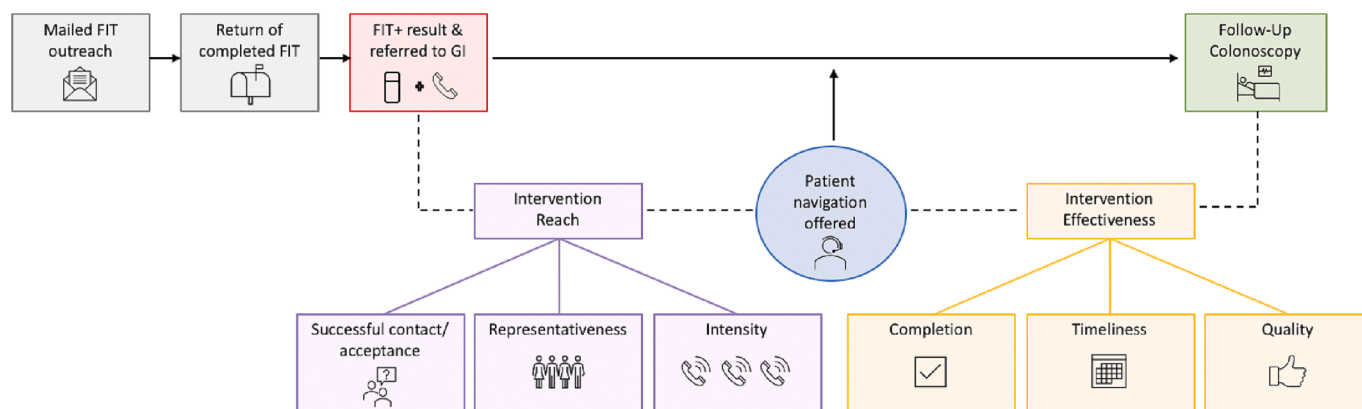 Mailed FIT
outreach
Return of
completed FIT
FIT+ result &
referred to GI
Follow-Up
Colonoscopy
Patient
navigation
offered
Intervention
Reach
Intervention
Effectiveness
Successful contact/
acceptance
?
Representativeness
Intensity
Completion
Timeliness
Quality